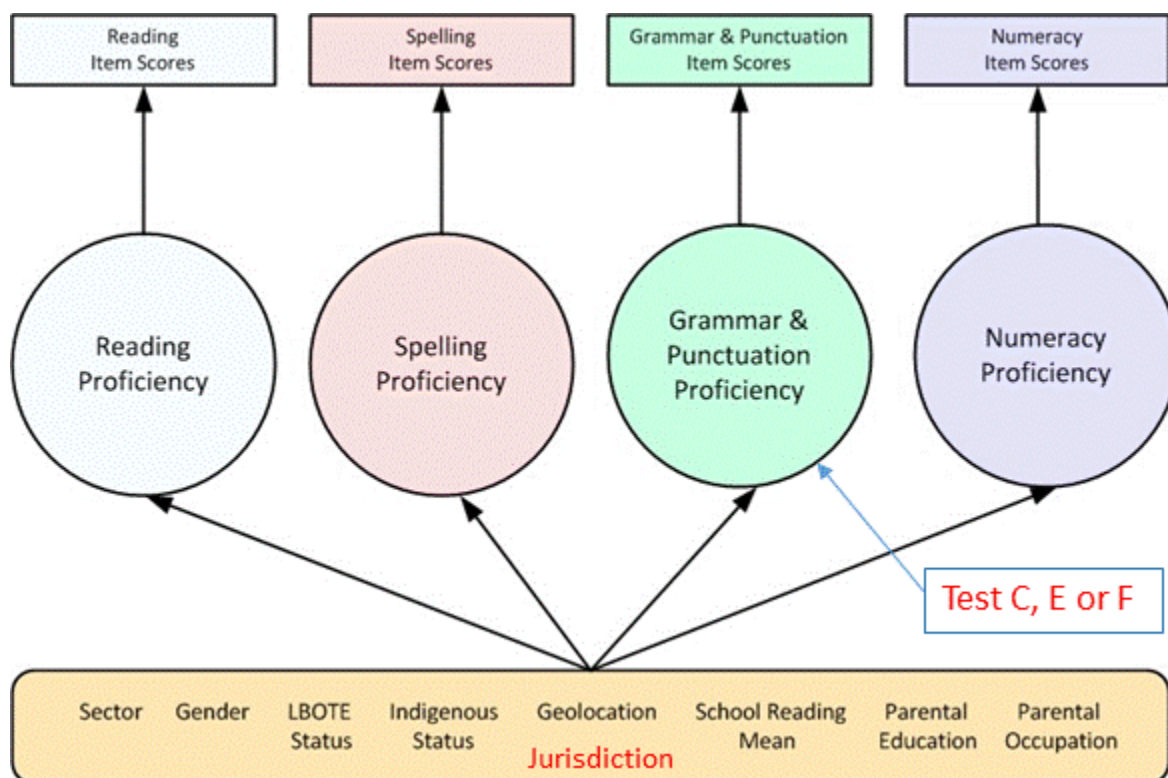 Reading
Item Scores
Spelling
Item Scores
Grammar & Punctuation
Item Scores
Numeracy
Item Scores
Reading
Proficiency
Spelling
Proficiency
Grammar &
Punctuation
Proficiency
Numeracy
Proficiency
Test C, E or F
Sector
Gender
LBOTE
Status
Indigenous
Status
Geolocation
School Reading
Mean
Parental
Education
Parental
Occupation
Jurisdiction